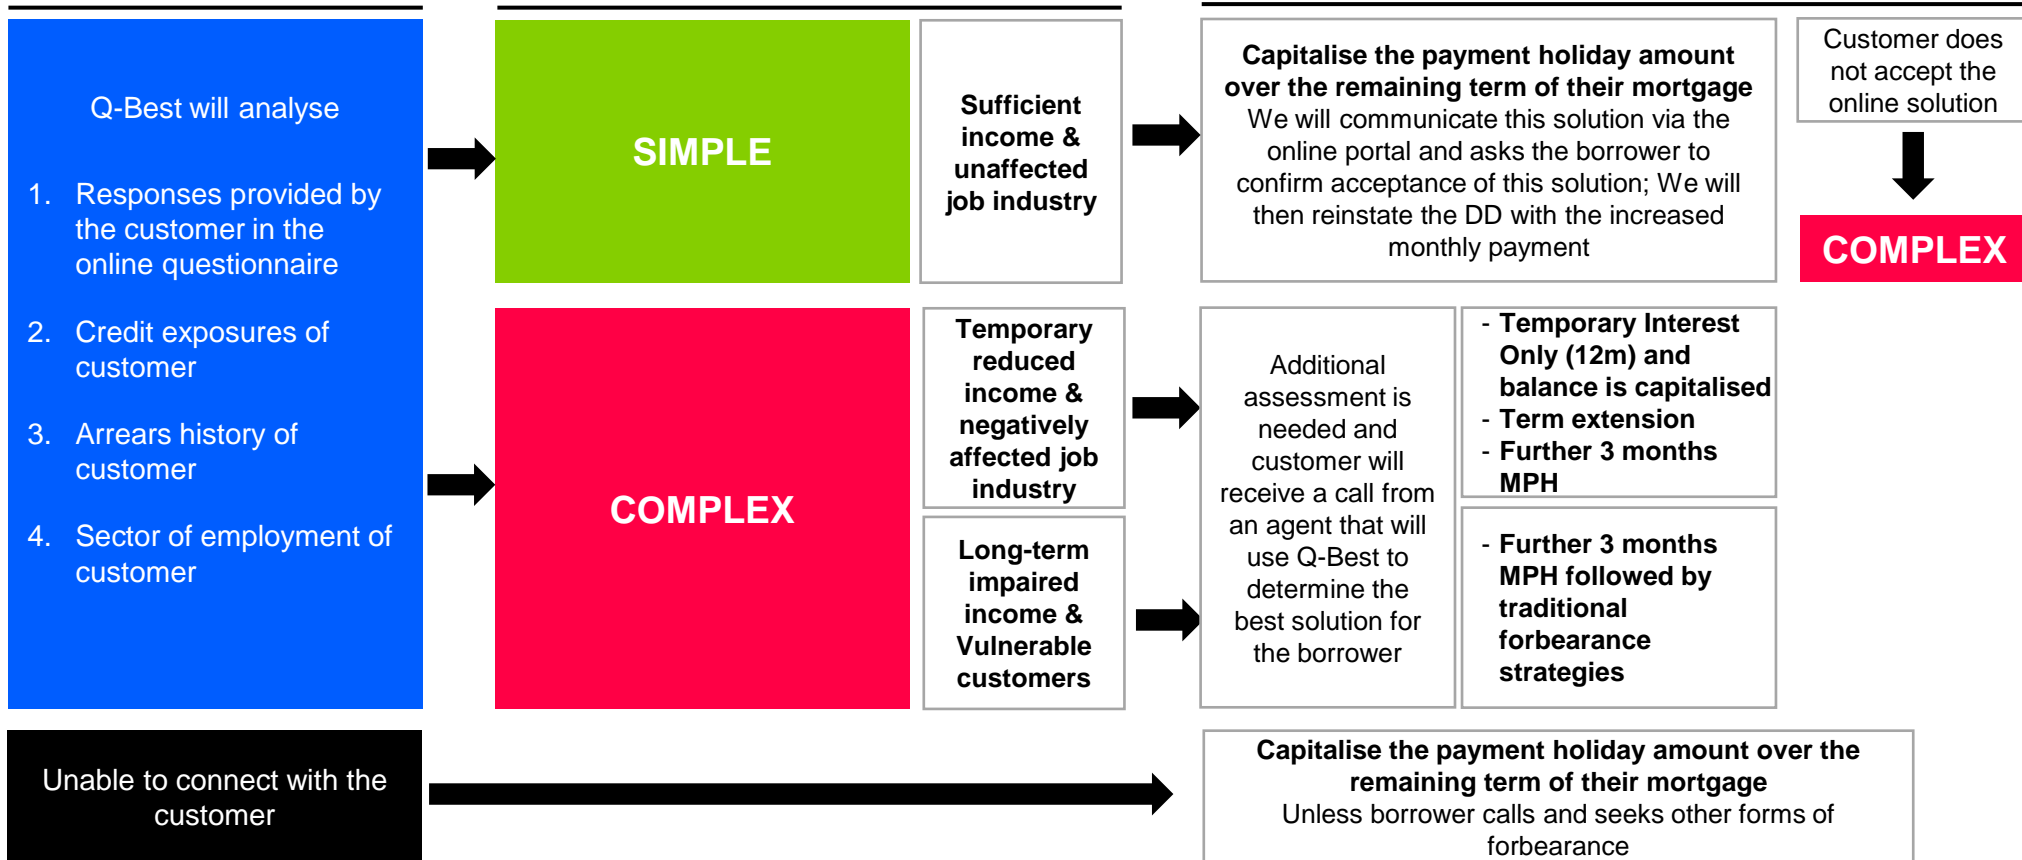 Q-Best will analyse
1. Responses provided by
the customer in the
online questionnaire
2. Credit exposures of
customer
3. Arrears history of
customer
4. Sector of employment of
customer
SIMPLE
Sufficient
income &
unaffected
job industry
Capitalise the payment holiday amount
over the remaining term of their mortgage
We will communicate this solution via the
online portal and asks the borrower to
confirm acceptance of this solution; We will
then reinstate the DD with the increased
monthly payment
Customer does
not accept the
online solution
COMPLEX
COMPLEX
Temporary
reduced
income &
negatively
affected job
industry
Long-term
impaired
income &
Vulnerable
customers
Additional
assessment is
needed and
customer will
receive a call from
an agent that will
use Q-Best to
determine the
best solution for
the borrower
- Temporary Interest
Only (12m) and
balance is capitalised
- Term extension
- Further 3 months
MPH
- Further 3 months
MPH followed by
traditional
forbearance
strategies
Unable to connect with the
customer
Capitalise the payment holiday amount over the
remaining term of their mortgage
Unless borrower calls and seeks other forms of
forbearance